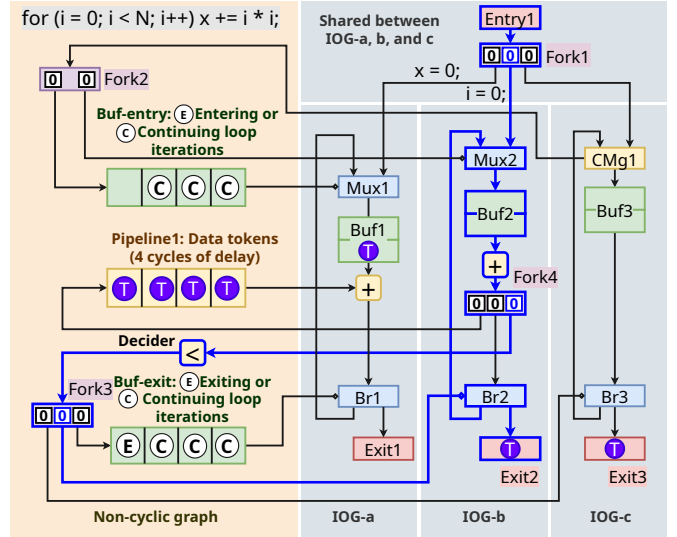 for (i = 0; i < N; i++) x += i * i;
Shared between
IOG-a, b, and c
Entry1
0 0 0
Fork1
x = 0;
i = 0;
0 0
Fork2
Buf-entry: E Entering or
C Continuing loop
iterations
C C C
Mux1
Mux2
CMg1
Buf1
T
Buf2
Buf3
Pipeline1: Data tokens
(4 cycles of delay)
T T T T
+
+
Fork4
0 0 0
Decider
<
Fork3
0 0 0
Buf-exit: E Exiting or
C Continuing loop
iterations
E C C C
Br1
Br2
Br3
Exit1
T
Exit2
T
Exit3
Non-cyclic graph
IOG-a
IOG-b
IOG-c